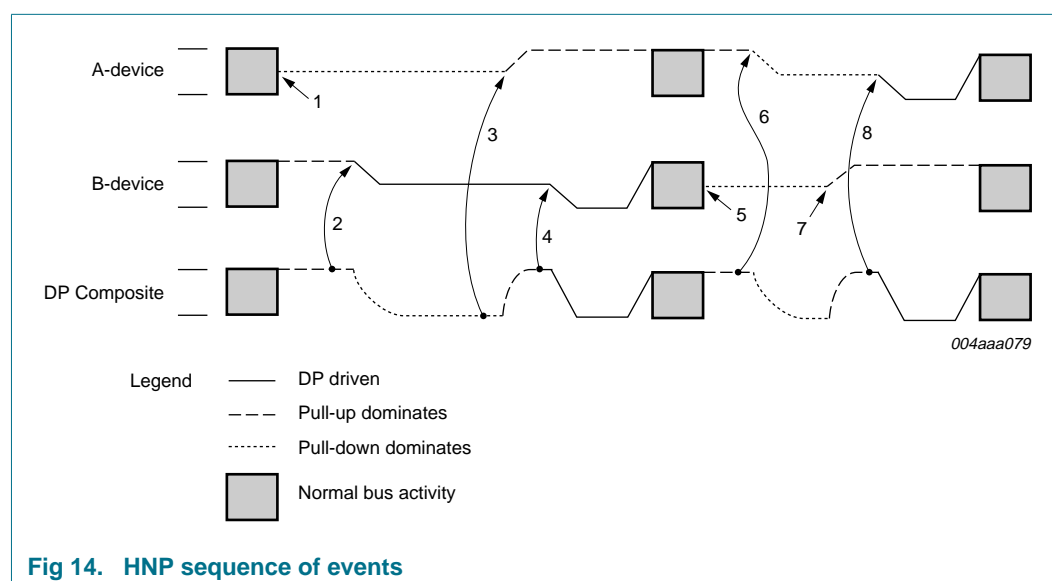 A-device
1
3
6
8
B-device
2
4
5
7
DP Composite
004aaa079
Legend
DP driven
Pull-up dominates
Pull-down dominates
Normal bus activity
Fig 14. HNP sequence of events